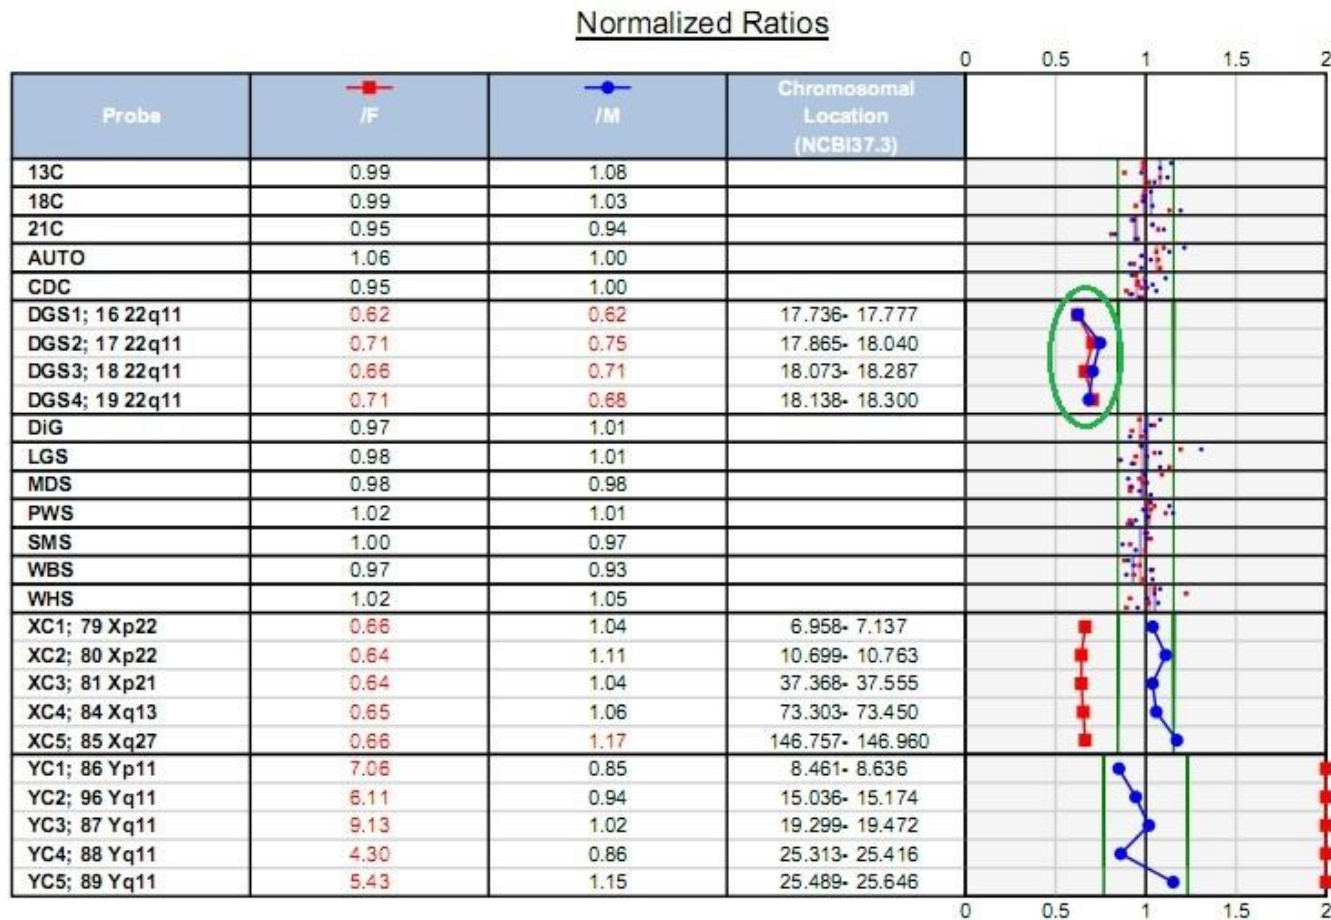 Normalized Ratios
0 0.5 1 1.5 2
Probe /F /M Chromosomal Location (NCBI37.3)
13C 0.99 1.08
18C 0.99 1.03
21C 0.95 0.94
AUTO 1.06 1.00
CDC 0.95 1.00
DGS1; 16 22q11 0.62 0.62 17.736- 17.777
DGS2; 17 22q11 0.71 0.75 17.865- 18.040
DGS3; 18 22q11 0.66 0.71 18.073- 18.287
DGS4; 19 22q11 0.71 0.68 18.138- 18.300
DiG 0.97 1.01
LGS 0.98 1.01
MDS 0.98 0.98
PWS 1.02 1.01
SMS 1.00 0.97
WBS 0.97 0.93
WHS 1.02 1.05
XC1; 79 Xp22 0.66 1.04 6.958- 7.137
XC2; 80 Xp22 0.64 1.11 10.699- 10.763
XC3; 81 Xp21 0.64 1.04 37.368- 37.555
XC4; 84 Xq13 0.65 1.06 73.303- 73.450
XC5; 85 Xq27 0.66 1.17 146.757- 146.960
YC1; 86 Yp11 7.06 0.85 8.461- 8.636
YC2; 96 Yq11 6.11 0.94 15.036- 15.174
YC3; 87 Yq11 9.13 1.02 19.299- 19.472
YC4; 88 Yq11 4.30 0.86 25.313- 25.416
YC5; 89 Yq11 5.43 1.15 25.489- 25.646
0 0.5 1 1.5 2